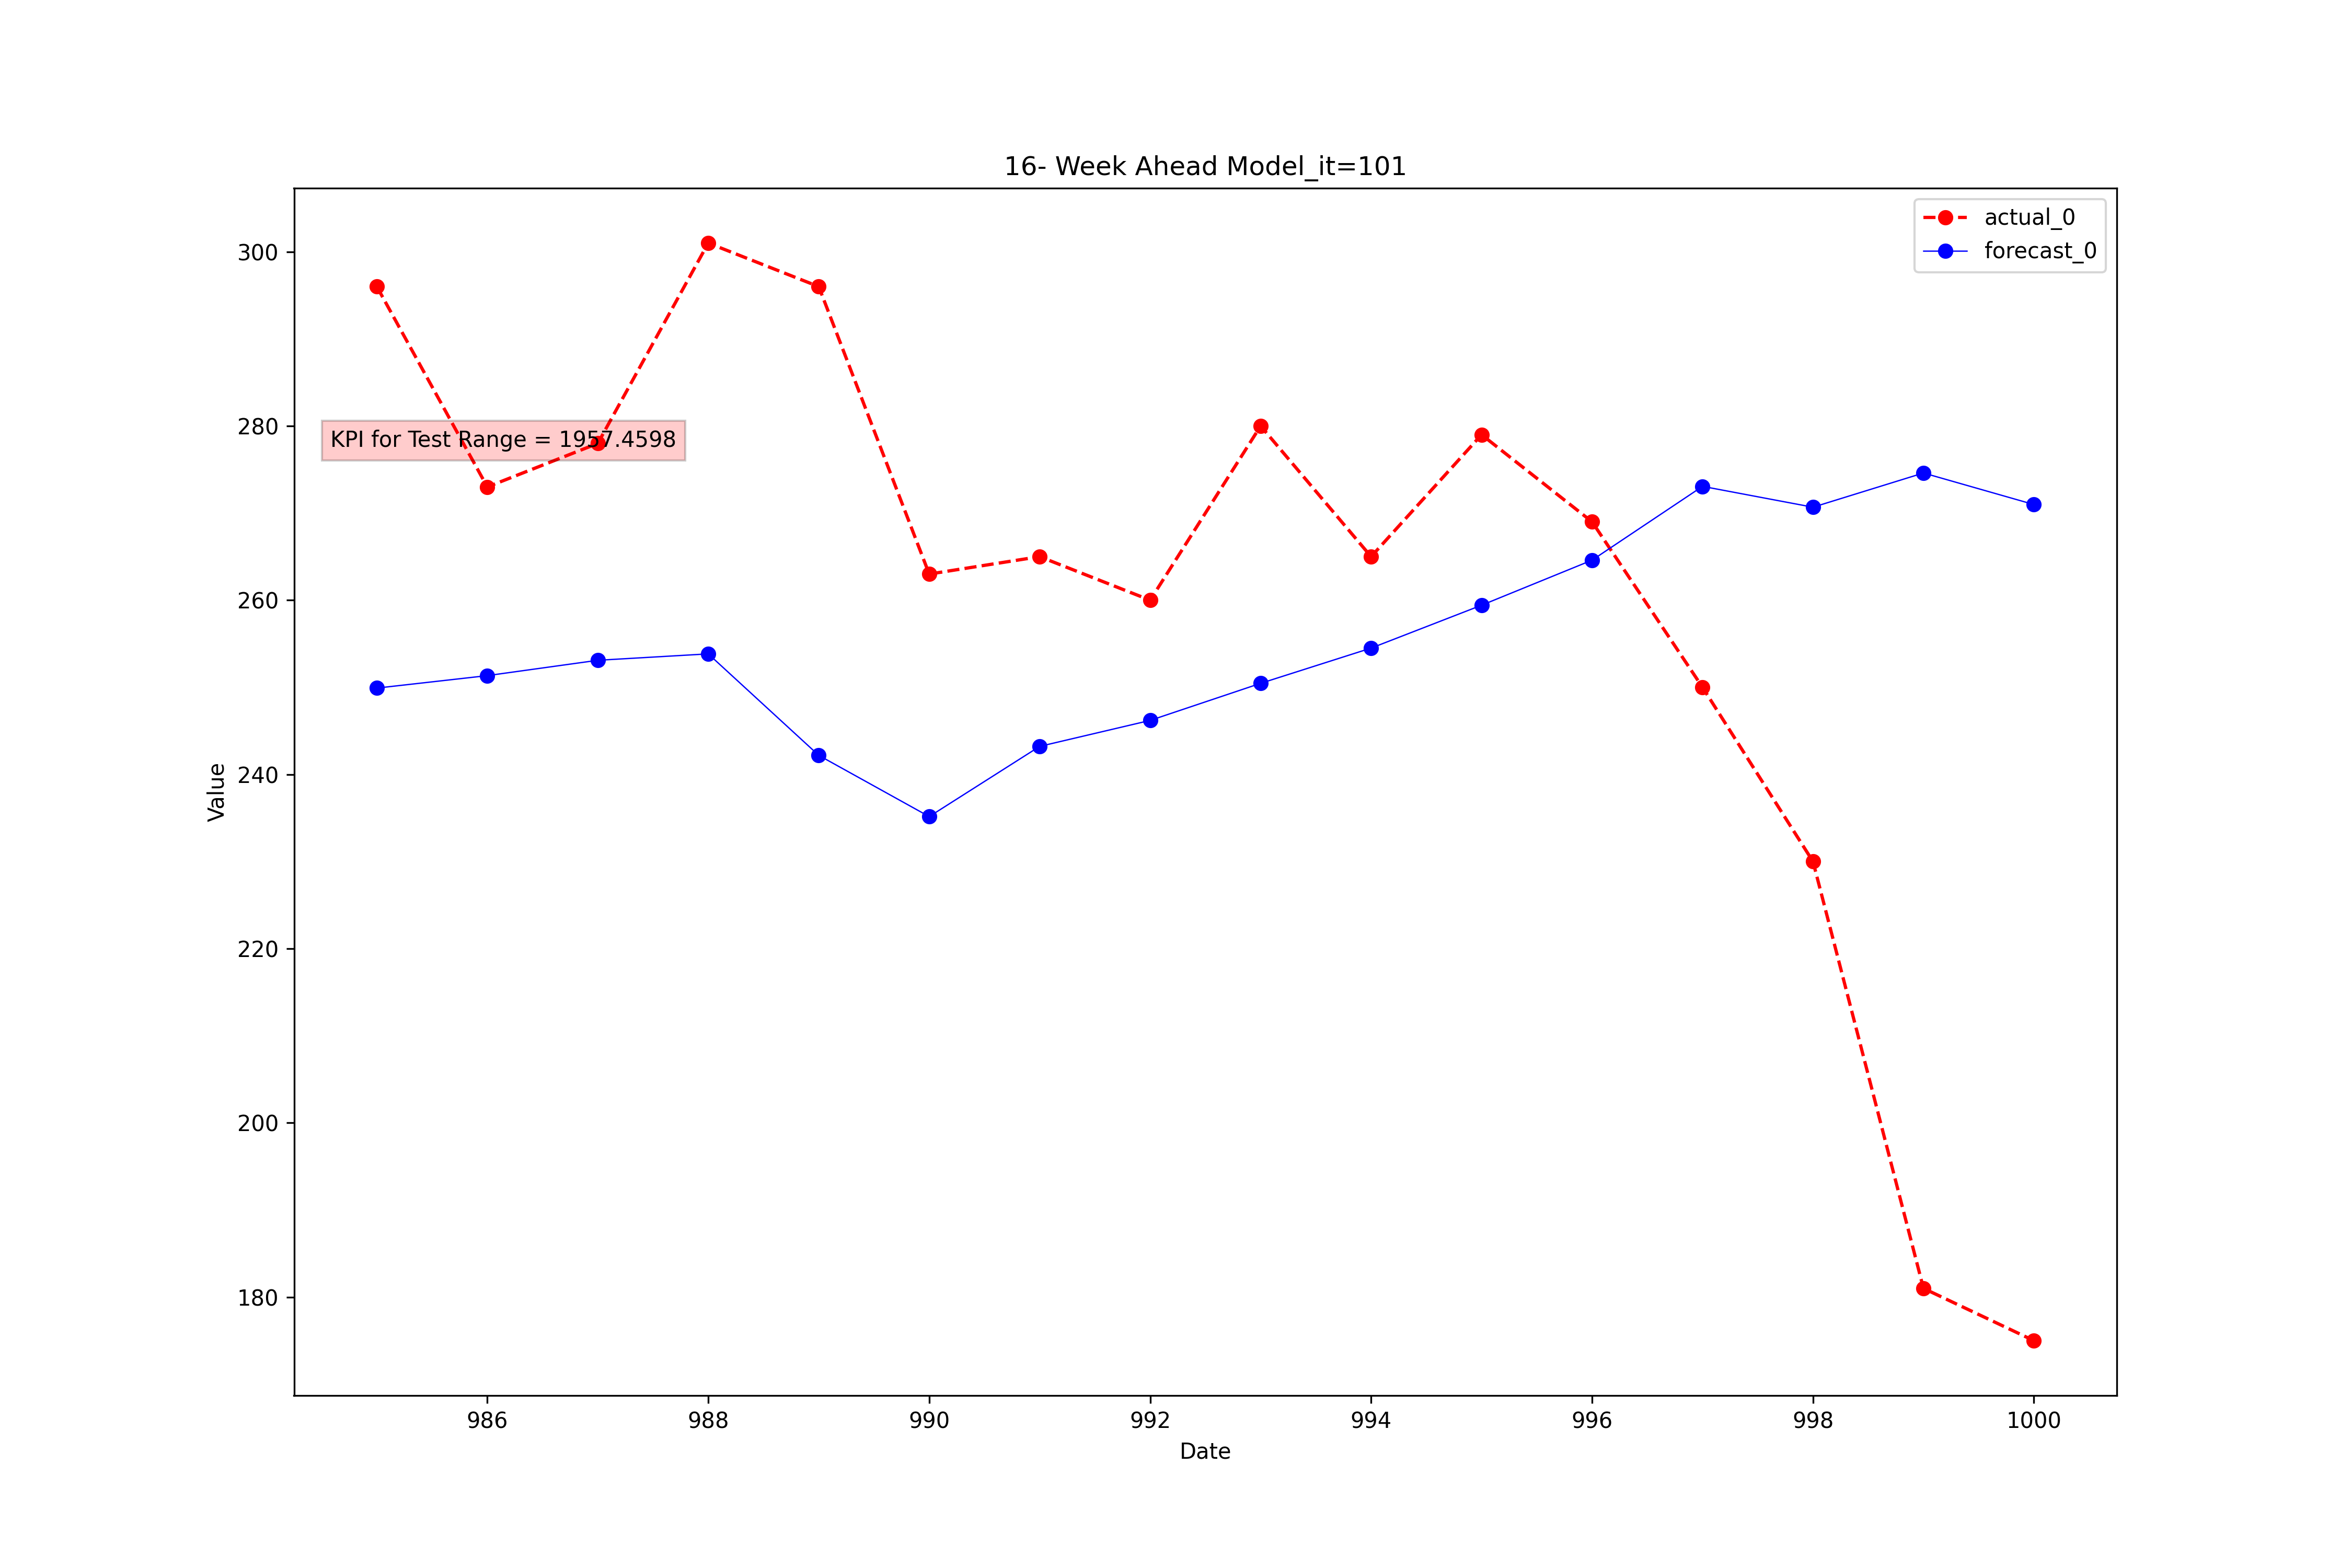 16- Week Ahead Model_it=101
actual_0
forecast_0
KPI for Test Range = 1957.4598
Value
300
280
260
240
220
200
180
986 988 990 992 994 996 998 1000
Date